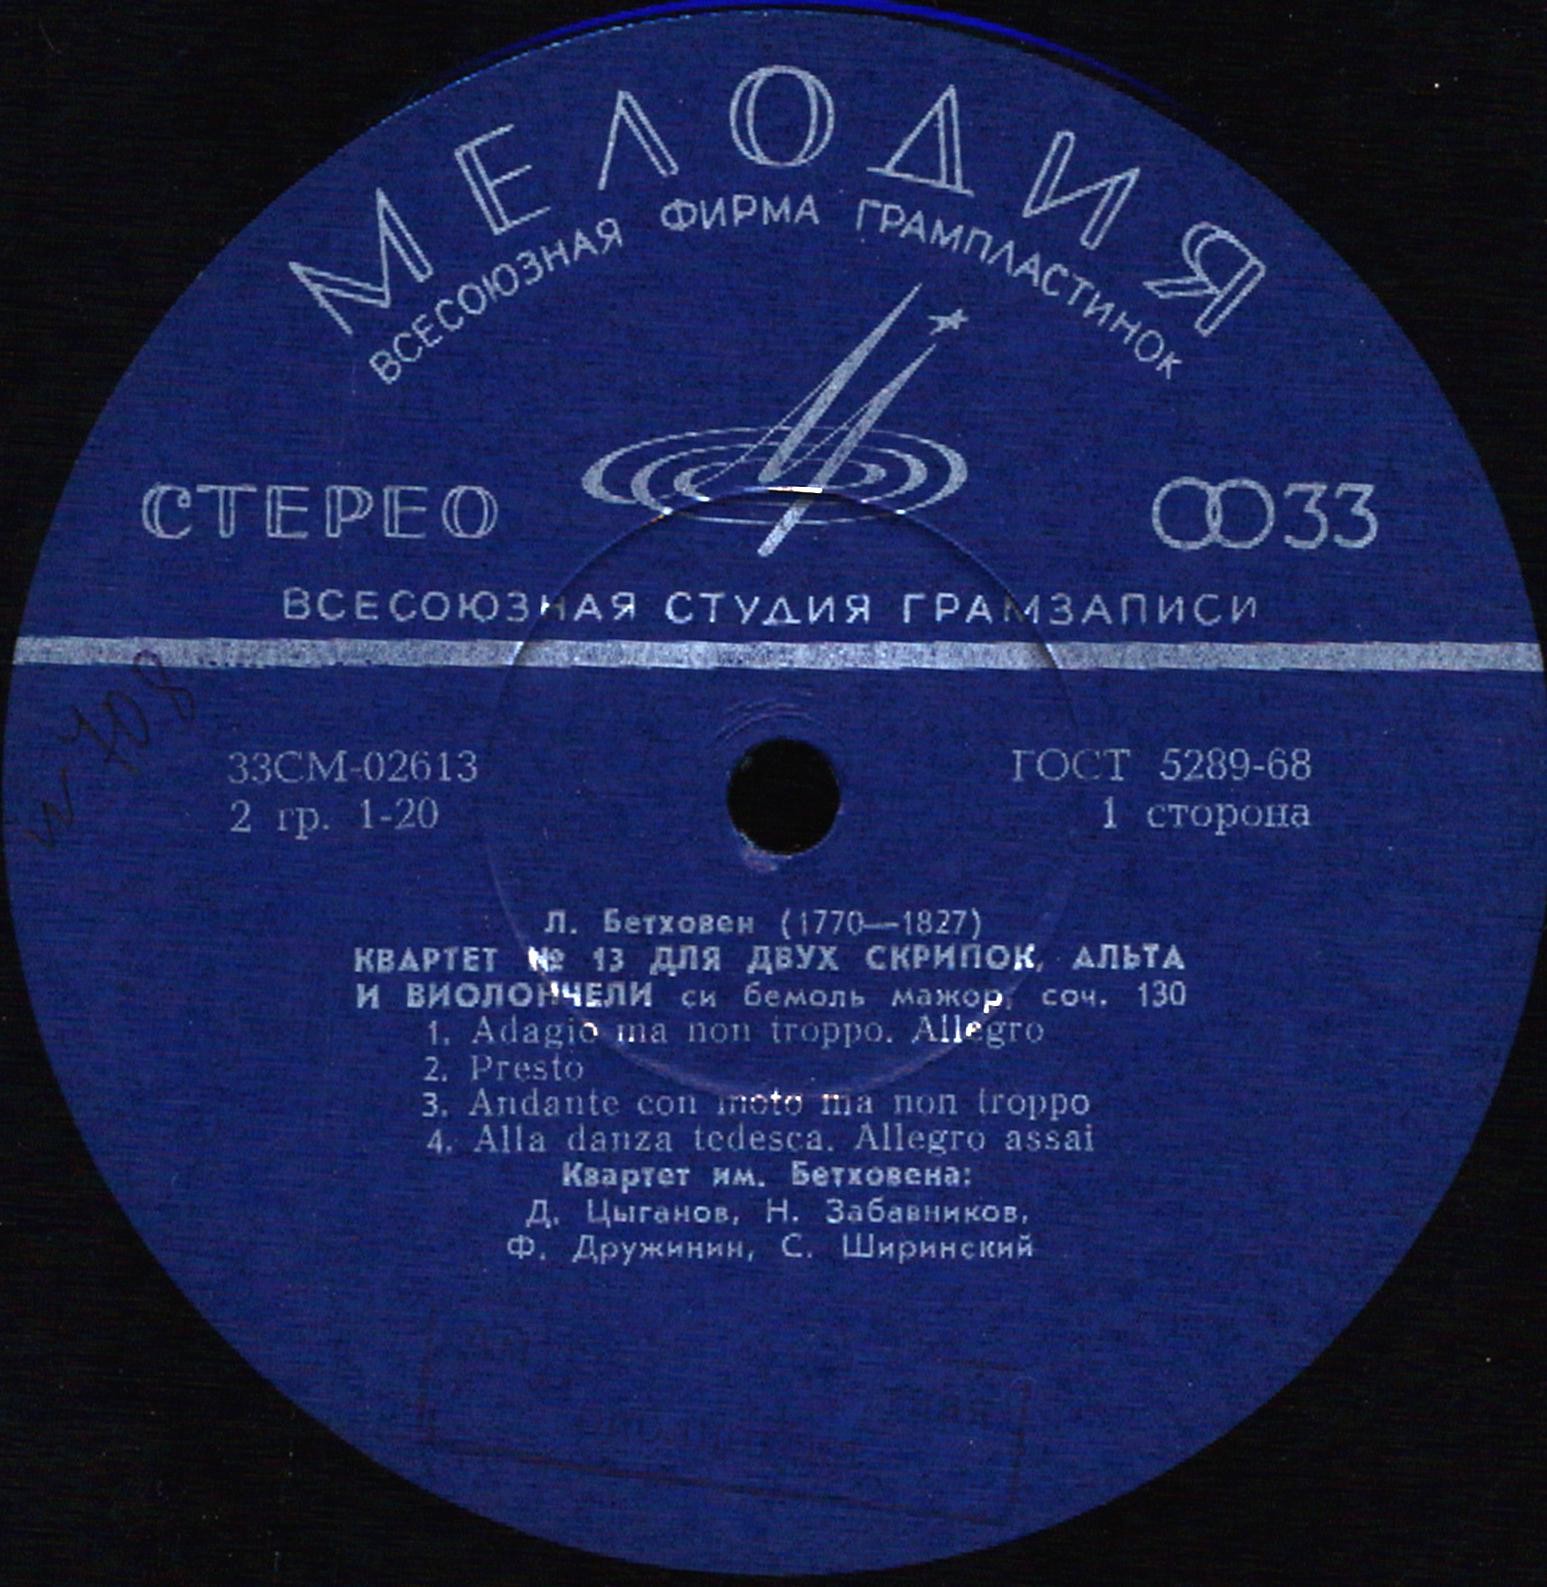 МЕЛОДИЯ
ВСЕСОЮЗНАЯ ФИРМА ГРАМПЛАСТИНОК
СТЕРЕО
33
ВСЕСОЮЗНАЯ СТУДИЯ ГРАМЗАПИСИ
708
33СМ-02613
ГОСТ 5289-68
2 гр. 1-20
1 сторона
Л. Бетховен (1770—1827)
КВАРТЕТ № 13 ДЛЯ ДВУХ СКРИПОК, АЛЬТА
И ВИОЛОНЧЕЛИ си бемоль мажор, соч. 130
1. Adagio ma non troppo. Allegro
2. Presto
3. Andante con moto ma non troppo
4. Alla danza tedesca. Allegro assai
Квартет им. Бетховена:
Д. Цыганов, Н. Забавников,
Ф. Дружинин, С. Ширинский